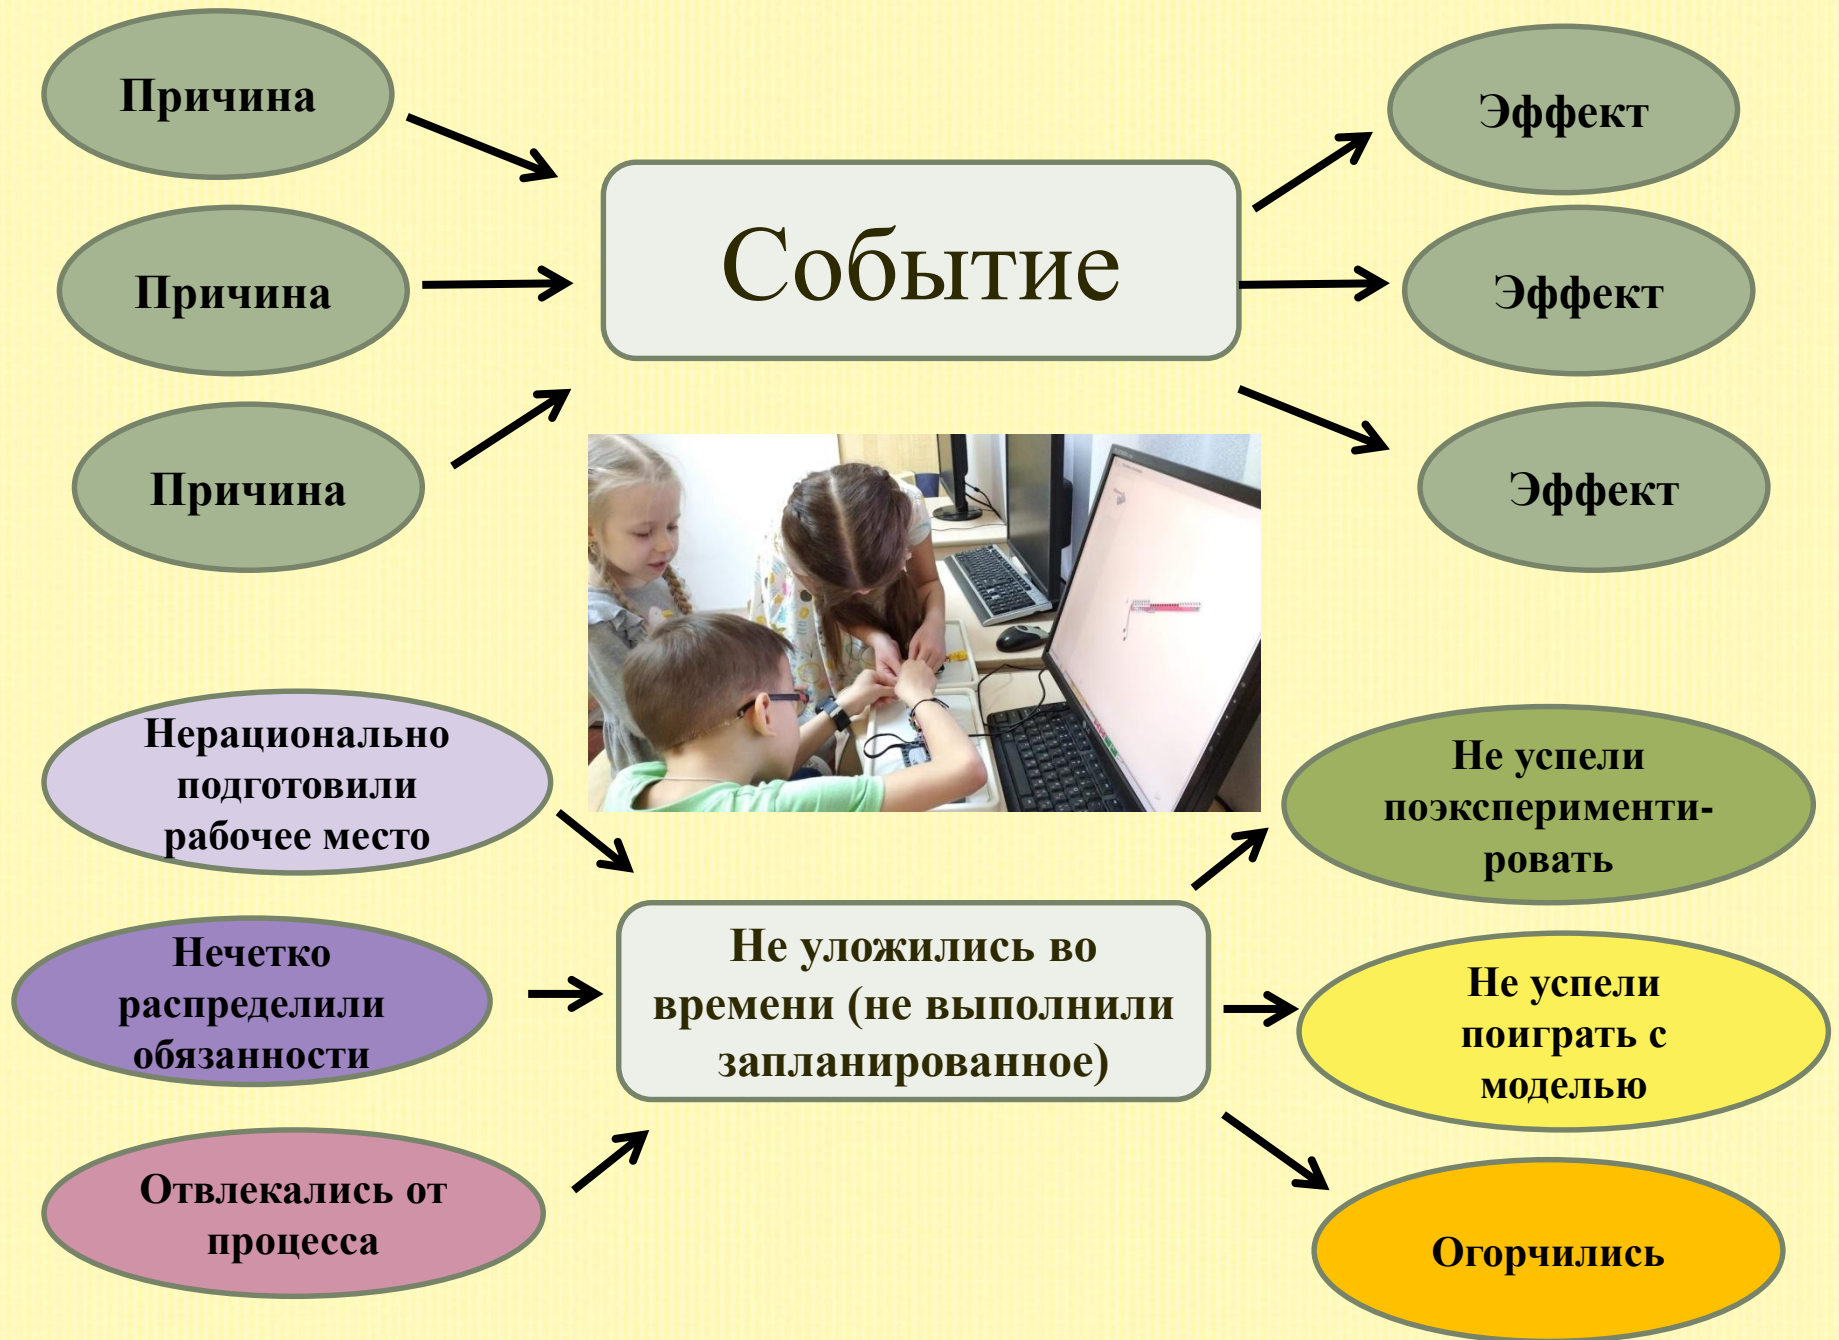 Причина
Причина
Причина
Событие
Эффект
Эффект
Эффект
Нерационально
подготовили
рабочее место
Нечетко
распределили
обязанности
Отвлекались от
процесса
Не уложились во
времени (не выполнили
запланированное)
Не успели
поэкспериментн-
ровать
Не успели
поиграть с
моделью
Огорчились